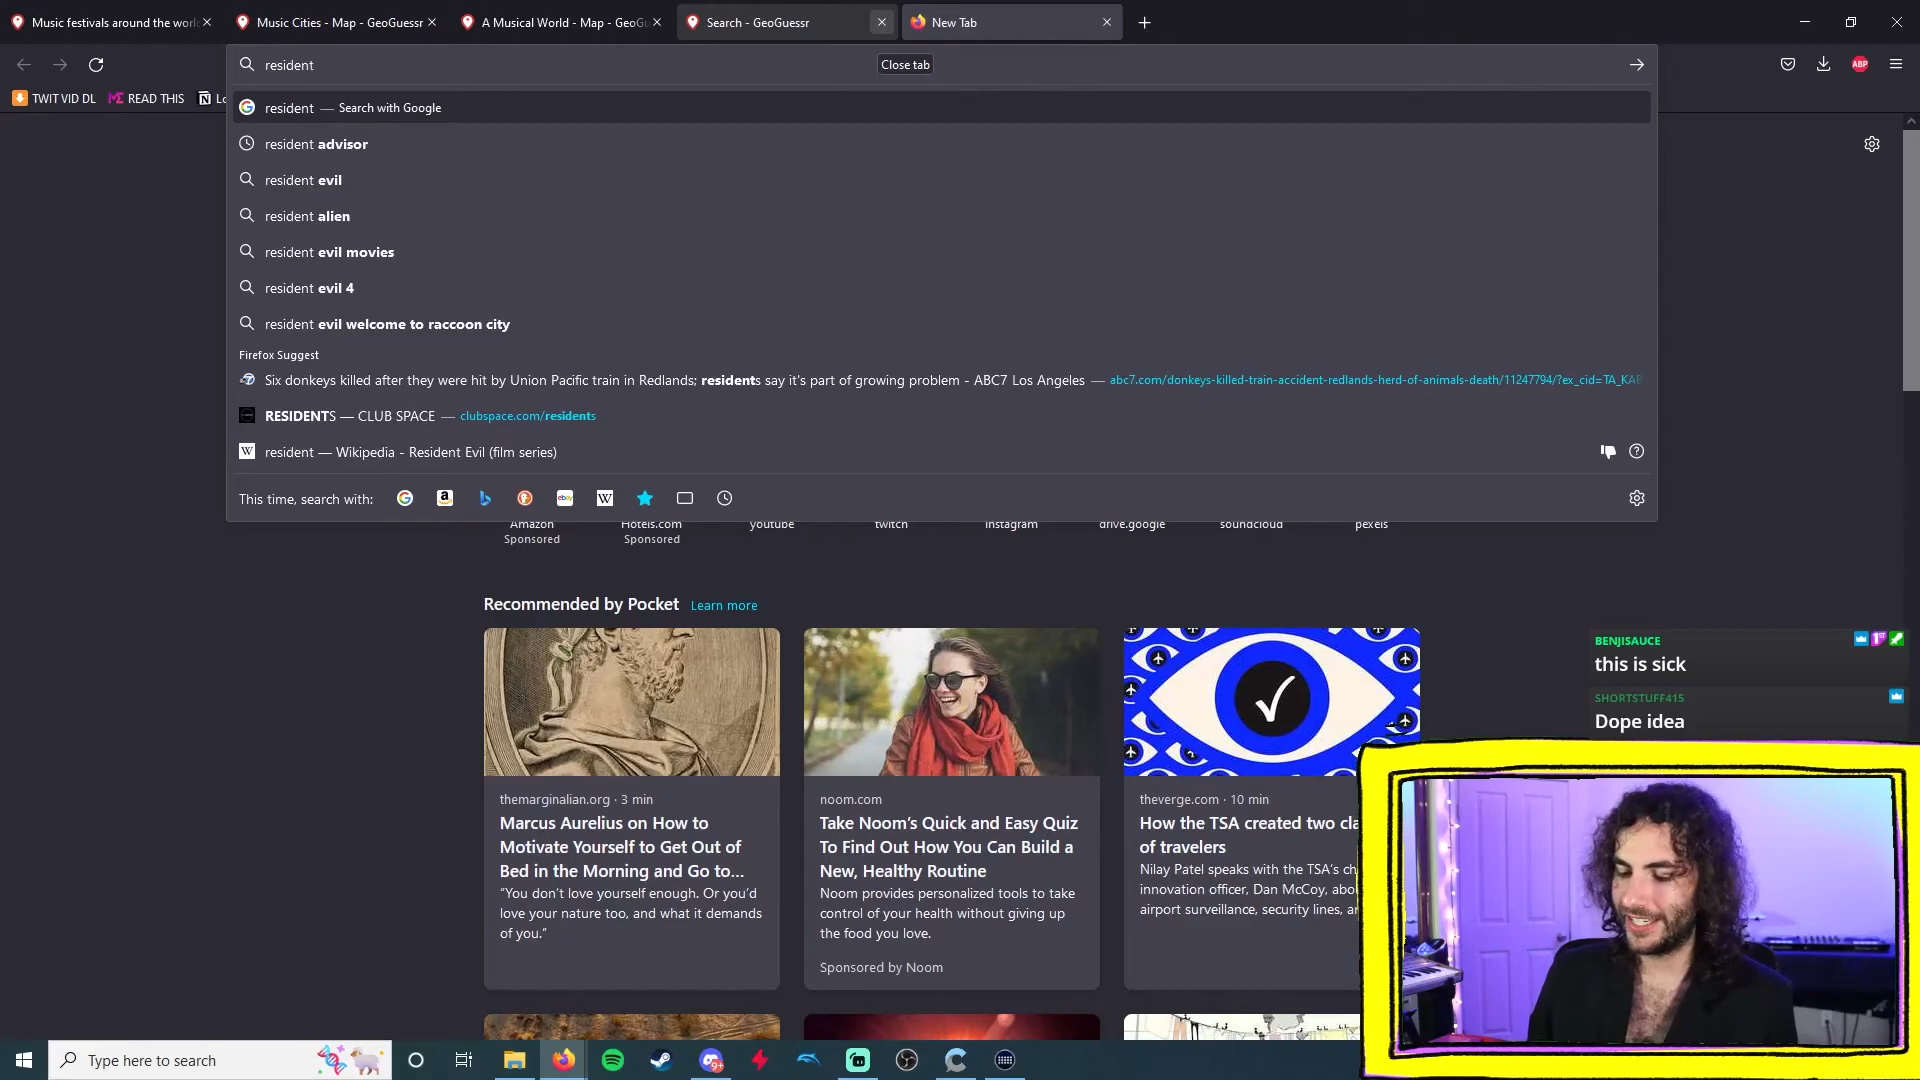 Music festivals around the worl
Music Cities - Map - GeoGuessr
A Musical World - Map - GeoGu
Search - GeoGuessr
New Tab
resident
Close tab
ABP
TWIT VID DL
READ THIS
resident — Search with Google
resident advisor
resident evil
resident alien
resident evil movies
resident evil 4
resident evil welcome to raccoon city
Firefox Suggest
Six donkeys killed after they were hit by Union Pacific train in Redlands; residents say it's part of growing problem - ABC7 Los Angeles — abc7.com/donkeys-killed-train-accident-redlands-herd-of-animals-death/11247794/?ex_cid=TA_KAB
RESIDENTS — CLUB SPACE — clubspace.com/residents
resident — Wikipedia - Resident Evil (film series)
This time, search with:
Amazon
Sponsored
Hotels.com
Sponsored
youtube
twitch
instagram
drive.google
soundcloud
pexels
Recommended by Pocket Learn more
themarginalian.org · 3 min
Marcus Aurelius on How to
Motivate Yourself to Get Out of
Bed in the Morning and Go to...
“You don’t love yourself enough. Or you’d
love your nature too, and what it demands
of you.”
noom.com
Take Noom’s Quick and Easy Quiz
To Find Out How You Can Build a
New, Healthy Routine
Noom provides personalized tools to take
control of your health without giving up
the food you love.
Sponsored by Noom
theverge.com · 10 min
How the TSA created two cla
of travelers
Nilay Patel speaks with the TSA’s ch
innovation officer, Dan McCoy, abou
airport surveillance, security lines, an
BENJISAUCE
this is sick
SHORTSTUFF415
Dope idea
Type here to search